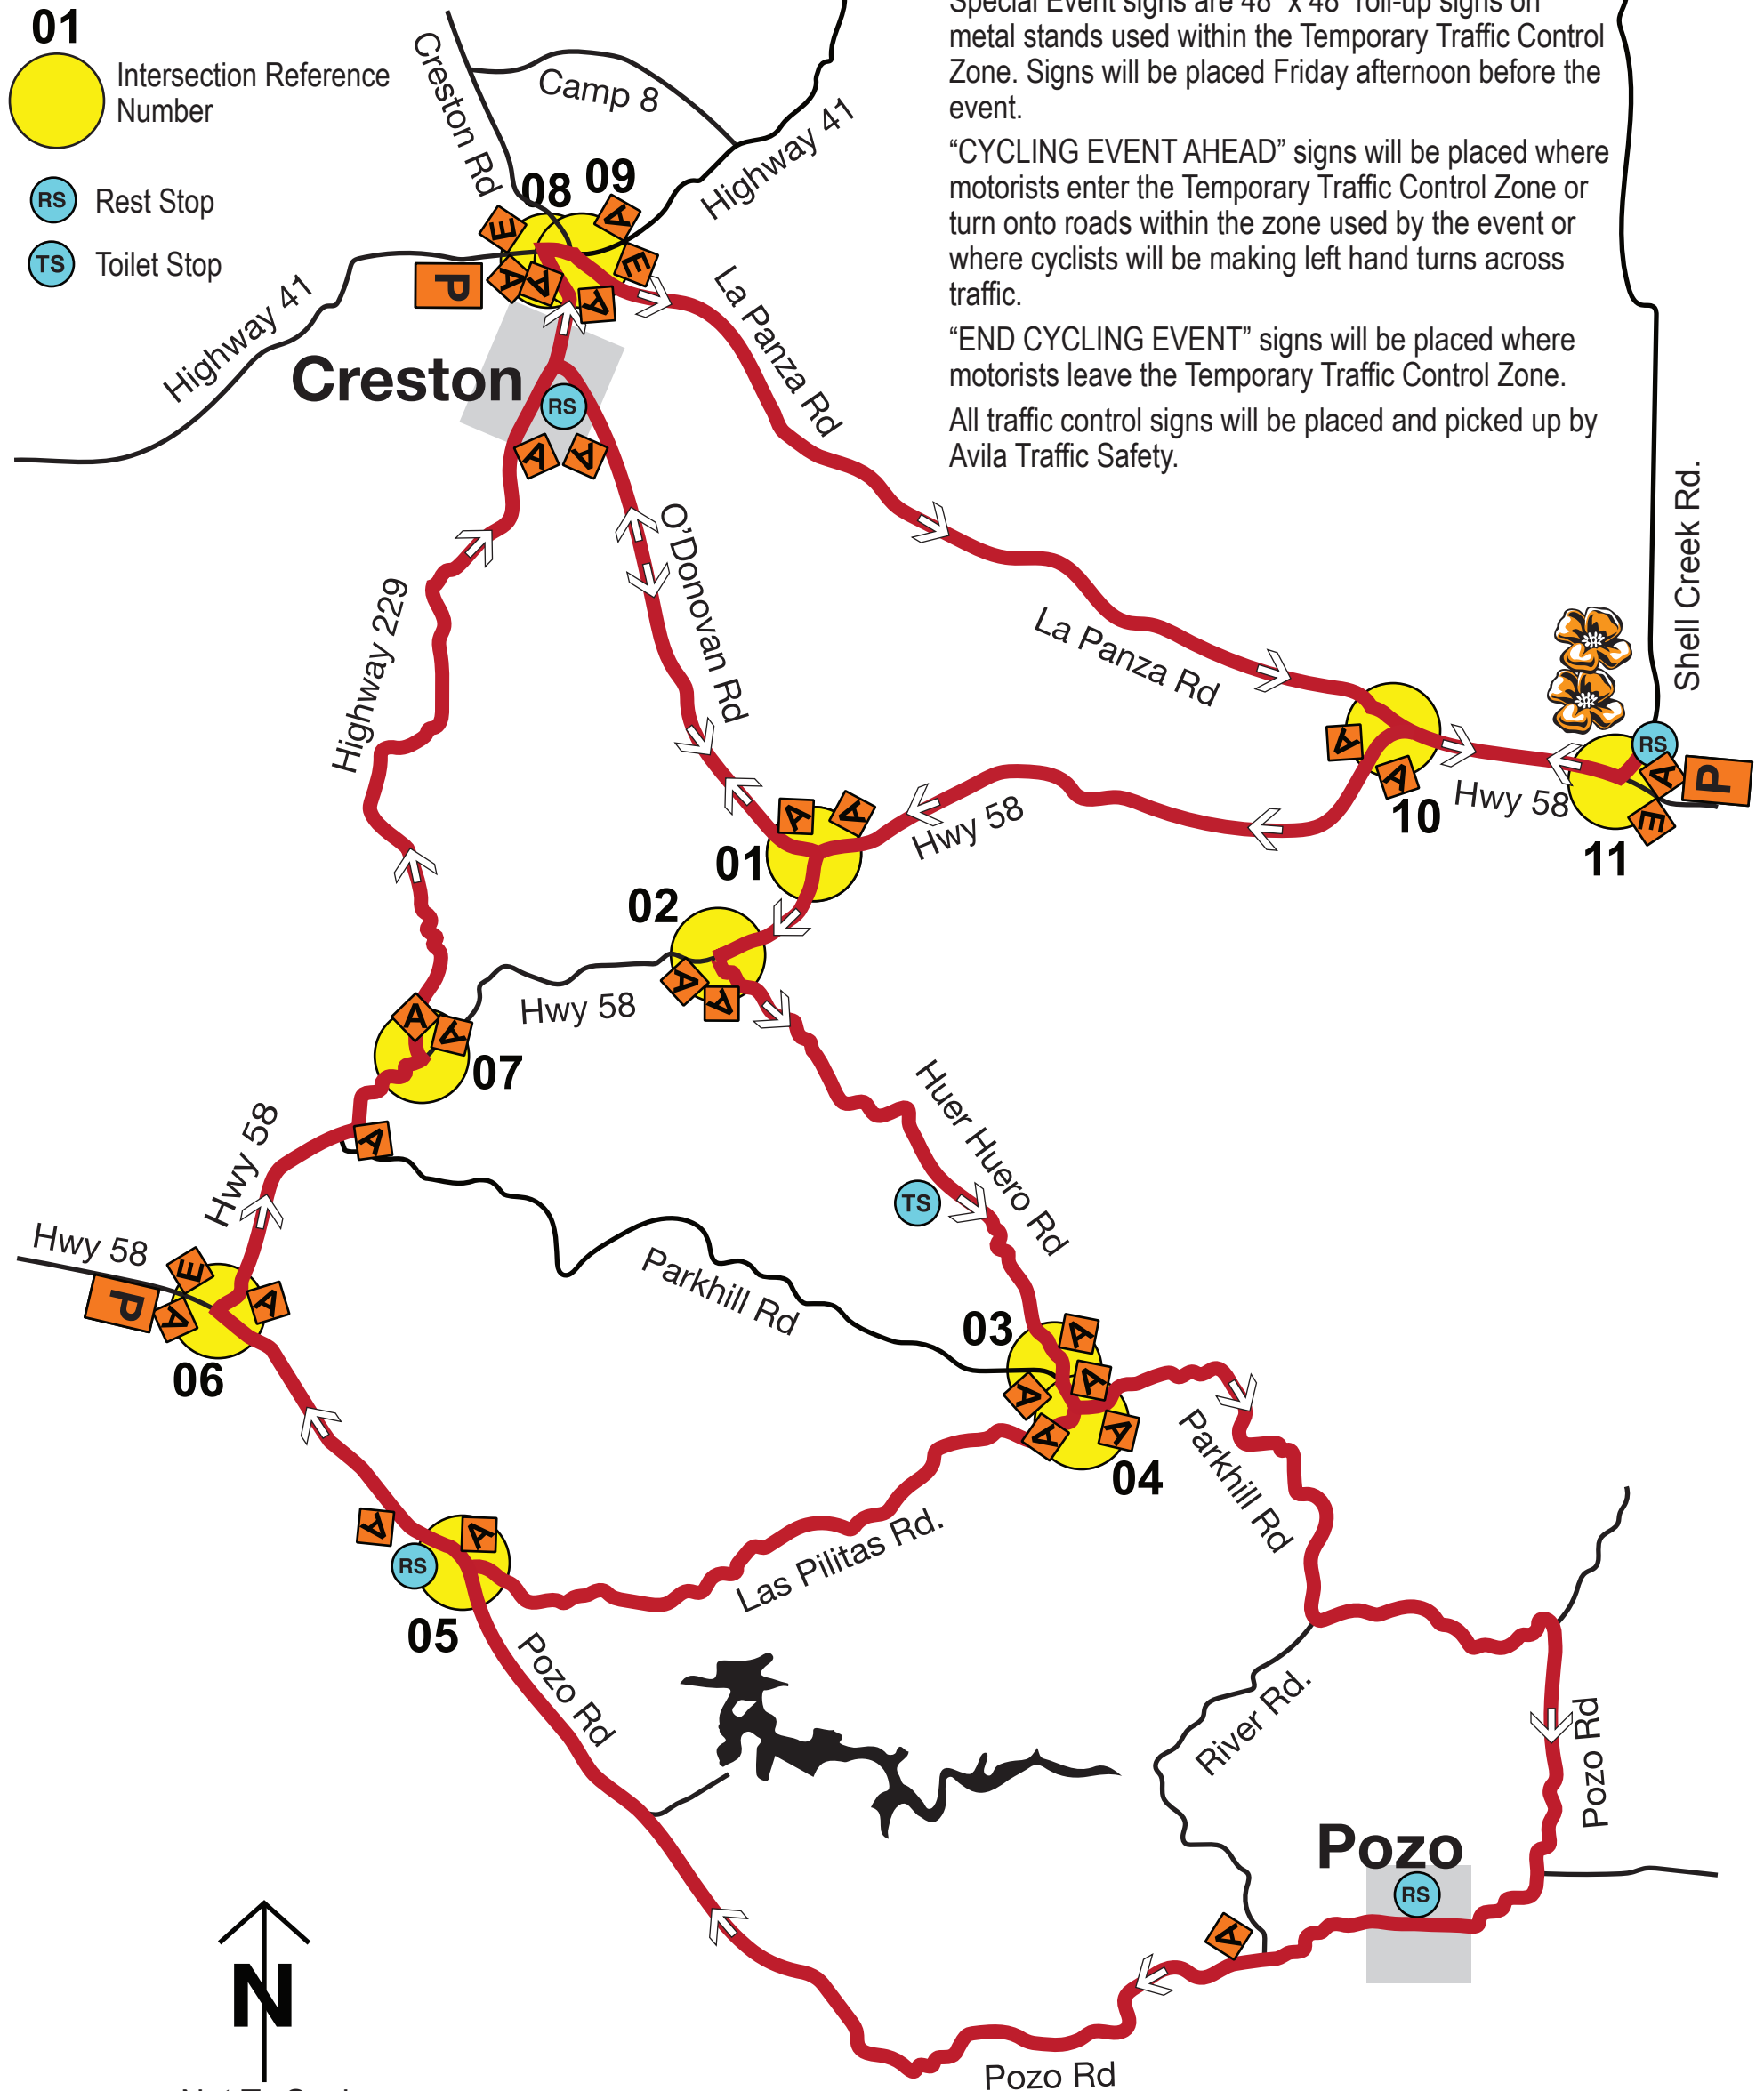 01
Intersection Reference
Number
RS Rest Stop
TS Toilet Stop
metal stands used within the Temporary Traffic Control
Zone. Signs will be placed Friday afternoon before the
event.
“CYCLING EVENT AHEAD” signs will be placed where
motorists enter the Temporary Traffic Control Zone or
turn onto roads within the zone used by the event or
where cyclists will be making left hand turns across
traffic.
“END CYCLING EVENT” signs will be placed where
motorists leave the Temporary Traffic Control Zone.
All traffic control signs will be placed and picked up by
Avila Traffic Safety.
Creston Rd
Camp 8
Highway 41
08
09
E
A
E
P
A
A
A
Highway 41
La Panza Rd
Creston
RS
A
A
O'Donovan Rd
Highway 229
La Panza Rd
Shell Creek Rd.
A
A
10
Hwy 58
RS
A
P
E
11
A
A
01
Hwy 58
02
A
A
Hwy 58
A
A
07
Huer Huero Rd
Hwy 58
A
TS
Hwy 58
E
P
A
A
06
Parkhill Rd
03
A
A
A
A
A
04
Parkhill Rd
A
A
RS
05
Las Pilitas Rd.
Pozo Rd
River Rd.
Pozo Rd
Pozo
RS
A
N
Pozo Rd